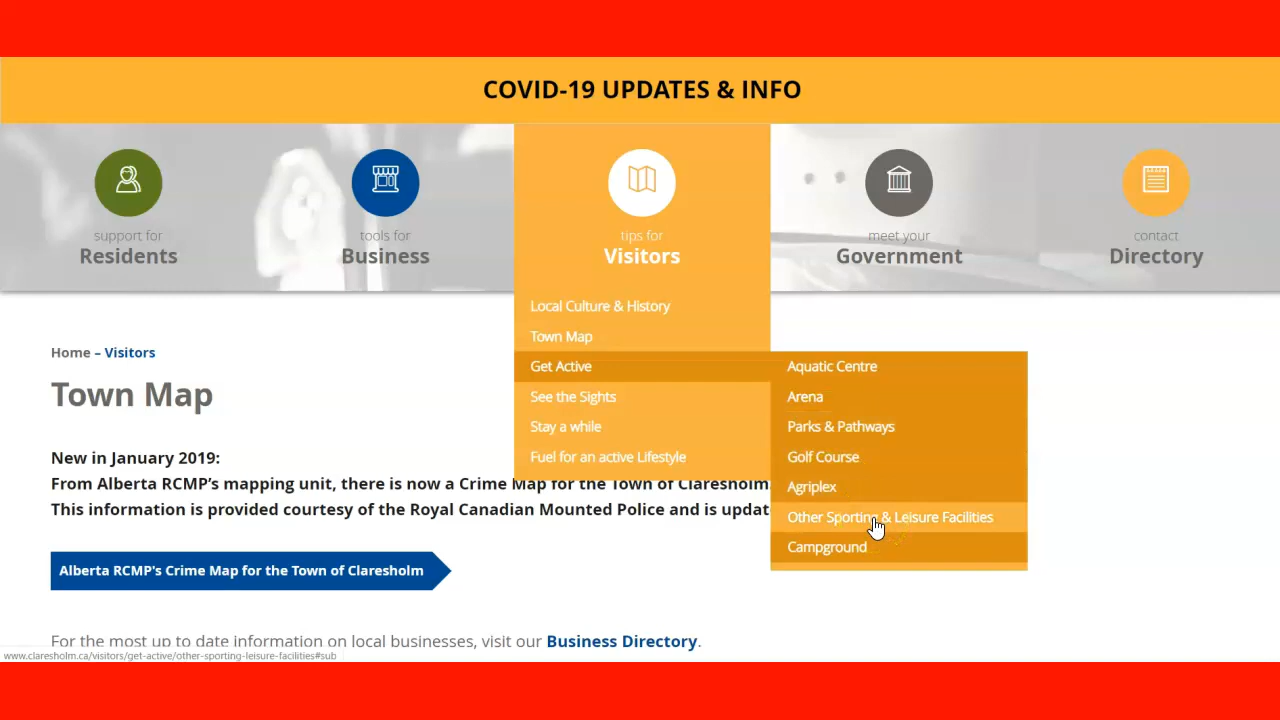 COVID-19 UPDATES & INFO
support for
Residents
tools for
Business
tips for
Visitors
meet your
Government
contact
Directory
Local Culture & History
Town Map
Get Active
See the Sights
Stay a while
Fuel for an active Lifestyle
Aquatic Centre
Arena
Parks & Pathways
Golf Course
Agriplex
Other Sporting & Leisure Facilities
Campground
Home – Visitors
Town Map
New in January 2019:
From Alberta RCMP's mapping unit, there is now a Crime Map for the Town of Claresholm
This information is provided courtesy of the Royal Canadian Mounted Police and is updat
Alberta RCMP's Crime Map for the Town of Claresholm
For the most up to date information on local businesses, visit our Business Directory.
www.claresholm.ca/visitors/get-active/other-sporting-leisure-facilities#sub